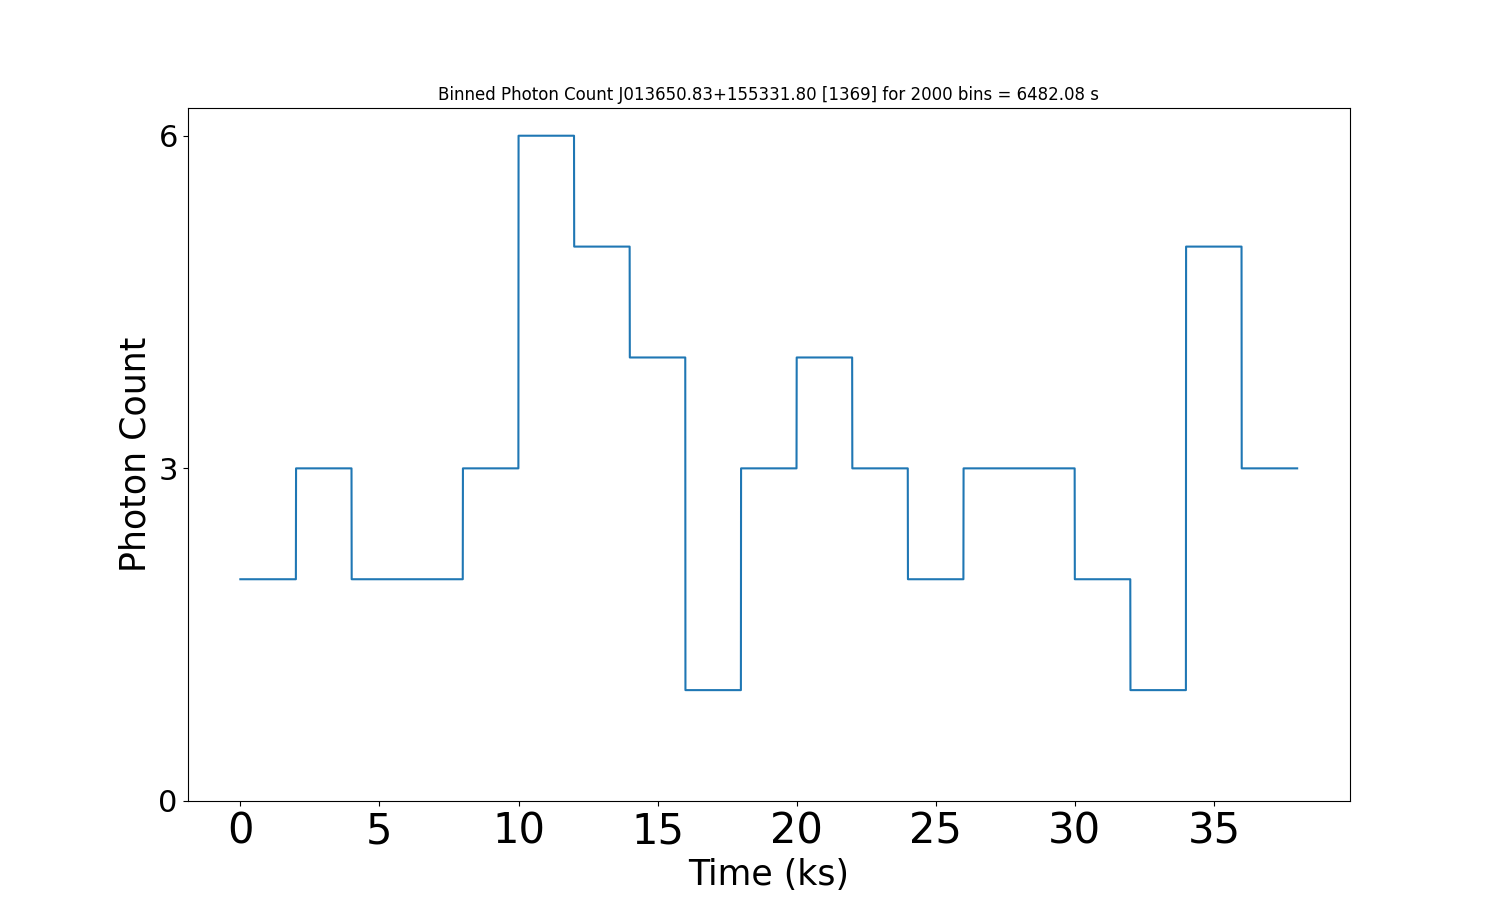 Binned Photon Count J013650.83+155331.80 [1369] for 2000 bins = 6482.08 s
6
3
0
Photon Count
0 5 10 15 20 25 30 35
Time (ks)